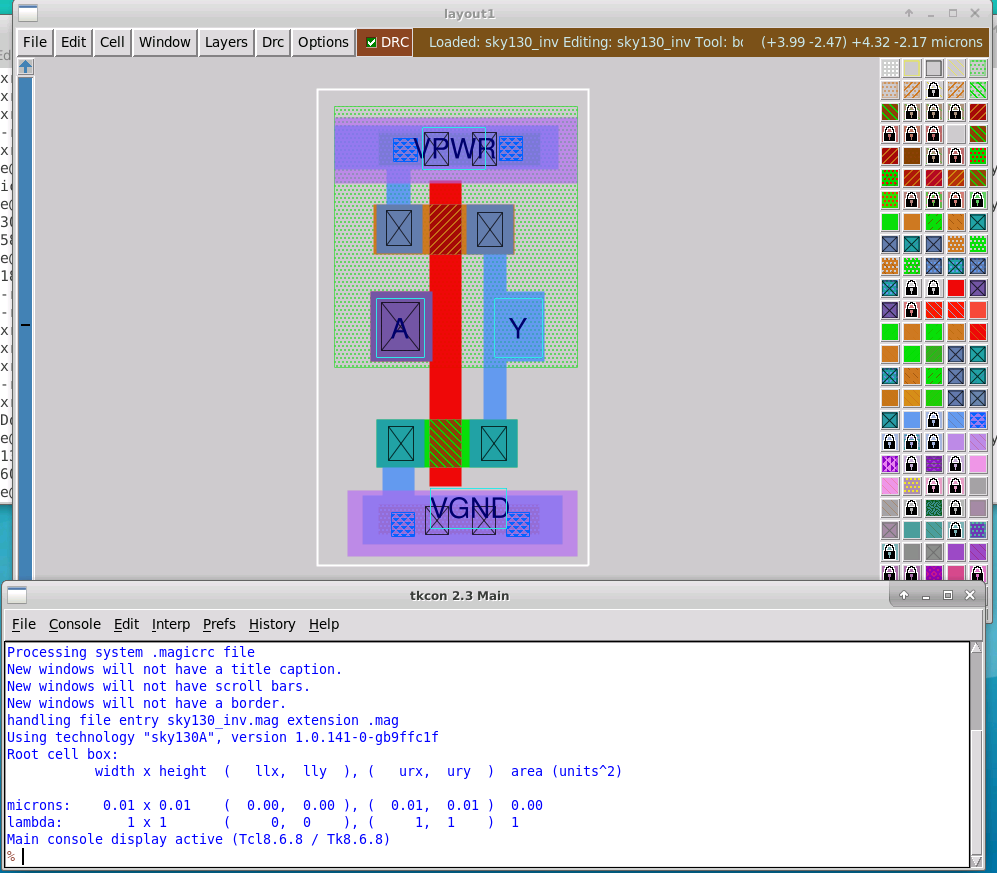 layout1
File Edit Cell Window Layers Drc Options DRC Loaded: sky130_inv Editing: sky130_inv Tool: (+3.99 -2.47) +4.32 -2.17 microns
VPWR
A Y
VGND
tkcon 2.3 Main
File Console Edit Interp Prefs History Help
Processing system .magicrc file
New windows will not have a title caption.
New windows will not have scroll bars.
New windows will not have a border.
handling file entry sky130_inv.mag extension .mag
Using technology "sky130A", version 1.0.141-0-gb9ffc1f
Root cell box:
width x height ( llx, lly ), ( urx, ury ) area (units^2)
microns: 0.01 x 0.01 ( 0.00, 0.00 ), ( 0.01, 0.01 ) 0.00
lambda: 1 x 1 ( 0, 0 ), ( 1, 1 ) 1
Main console display active (Tcl8.6.8 / Tk8.6.8)
%